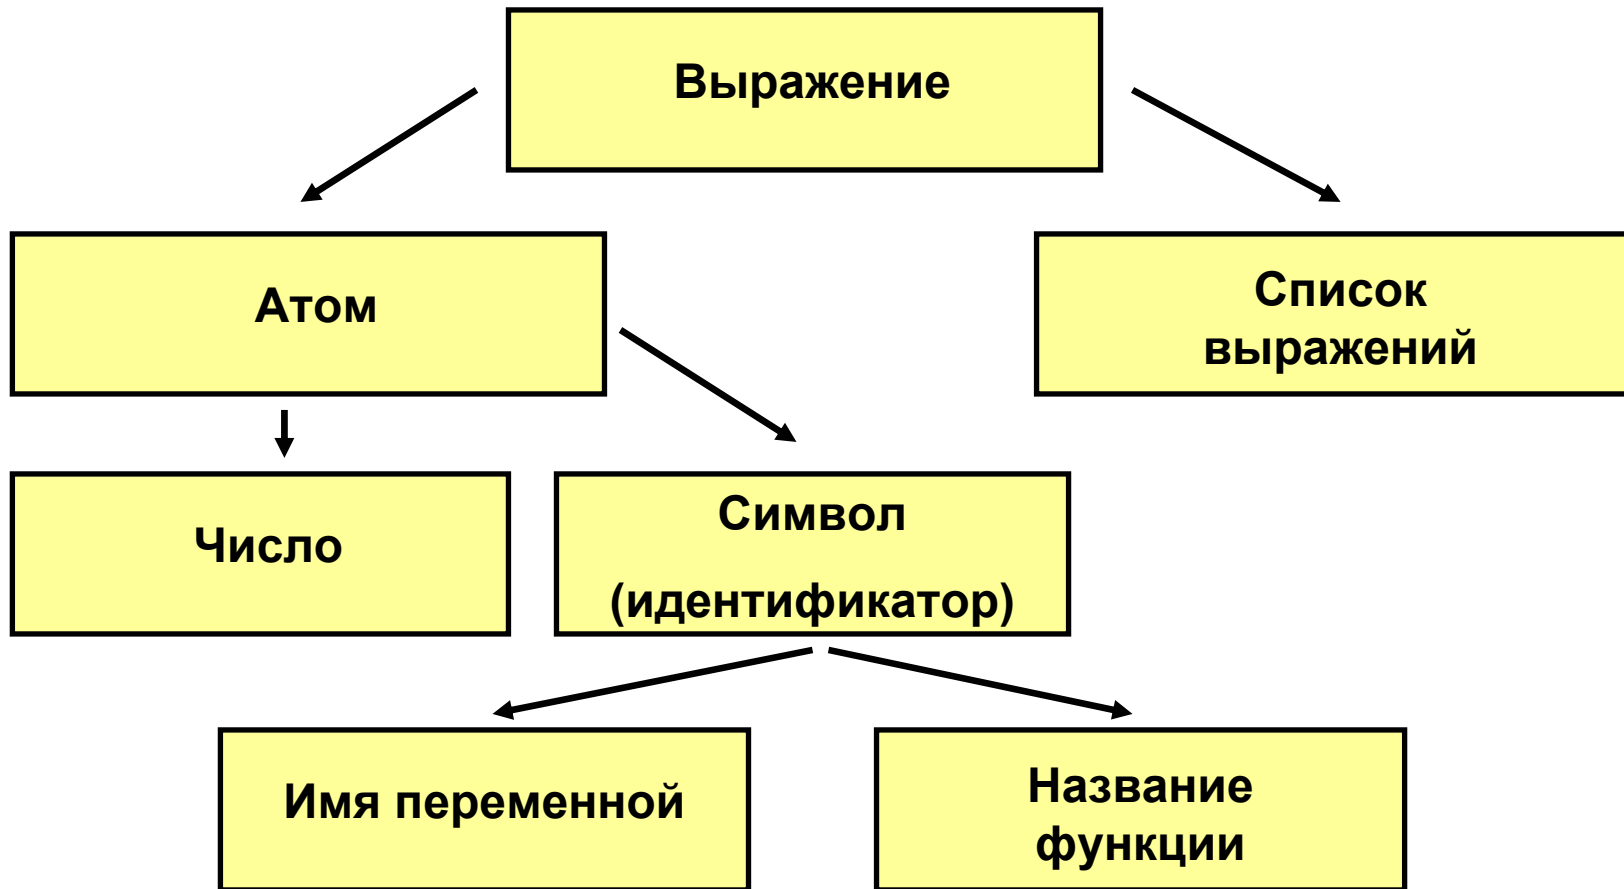 Выражение
Атом
Список
выражений
Число
Символ
(идентификатор)
Имя переменной
Название
функции